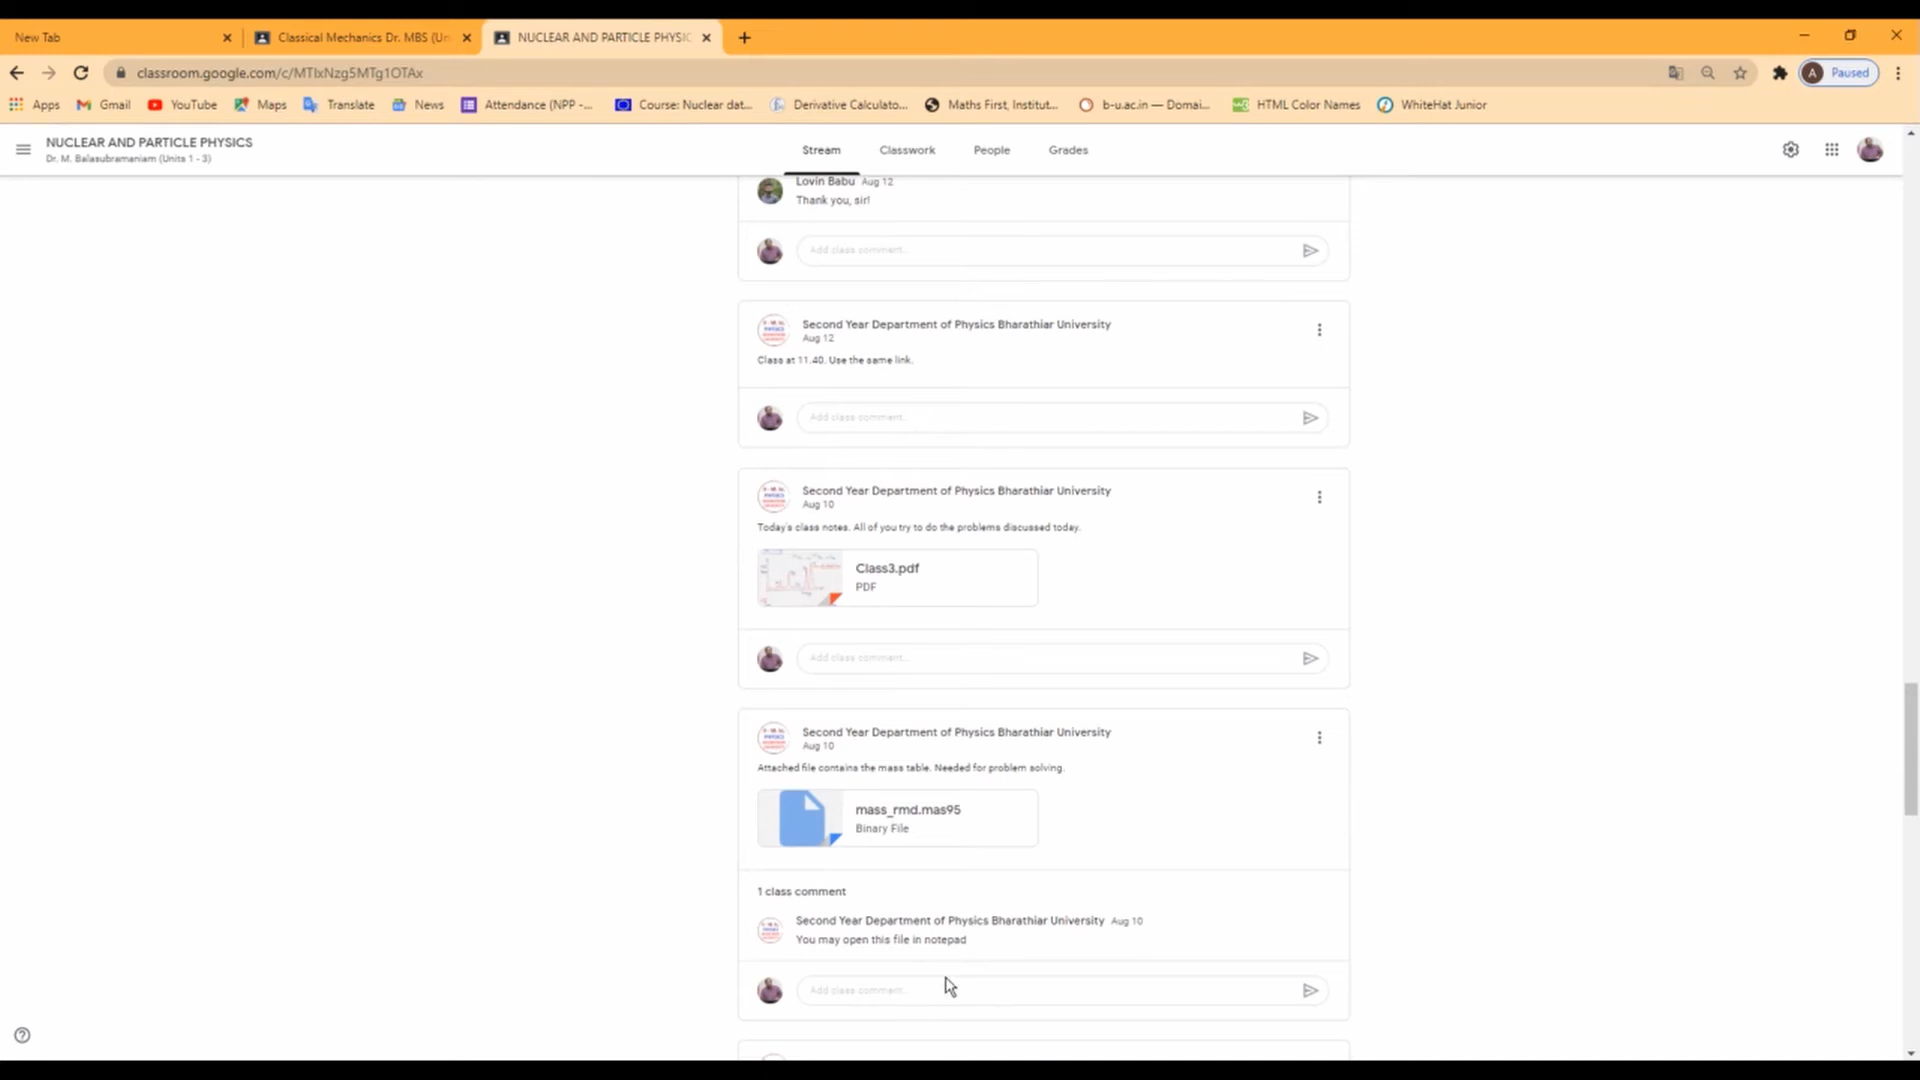 New Tab
Classical Mechanics Dr. MBS (Un
NUCLEAR AND PARTICLE PHYSIC
classroom.google.com/c/MTIxNzg5MTg1OTAx
A Paused
Apps
Gmail
YouTube
Maps
Translate
News
Attendance (NPP -...
Course: Nuclear dat...
Derivative Calculato...
Maths First, Institut...
b-u.ac.in — Domai...
HTML Color Names
WhiteHat Junior
NUCLEAR AND PARTICLE PHYSICS
Dr. M. Balasubramaniam (Units 1 - 3)
Stream
Classwork
People
Grades
Lovin Babu Aug 12
Thank you, sir!
Add class comment...
Second Year Department of Physics Bharathiar University
Aug 12
Class at 11.40. Use the same link.
Add class comment...
Second Year Department of Physics Bharathiar University
Aug 10
Today's class notes. All of you try to do the problems discussed today.
Class3.pdf
PDF
Add class comment...
Second Year Department of Physics Bharathiar University
Aug 10
Attached file contains the mass table. Needed for problem solving.
mass_rmd.mas95
Binary File
1 class comment
Second Year Department of Physics Bharathiar University Aug 10
You may open this file in notepad
Add class comment...